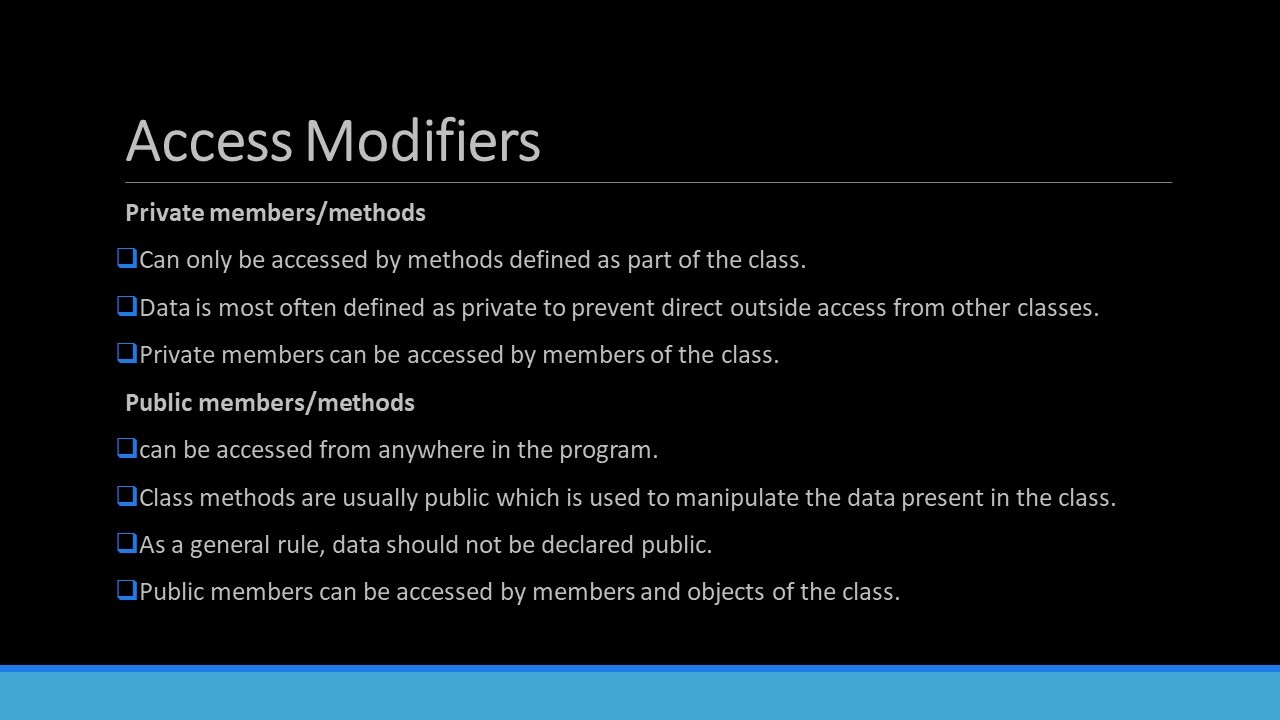 Access Modifiers
Private members/methods
❑Can only be accessed by methods defined as part of the class.
❑Data is most often defined as private to prevent direct outside access from other classes.
❑Private members can be accessed by members of the class.
Public members/methods
❑can be accessed from anywhere in the program.
❑Class methods are usually public which is used to manipulate the data present in the class.
❑As a general rule, data should not be declared public.
❑Public members can be accessed by members and objects of the class.